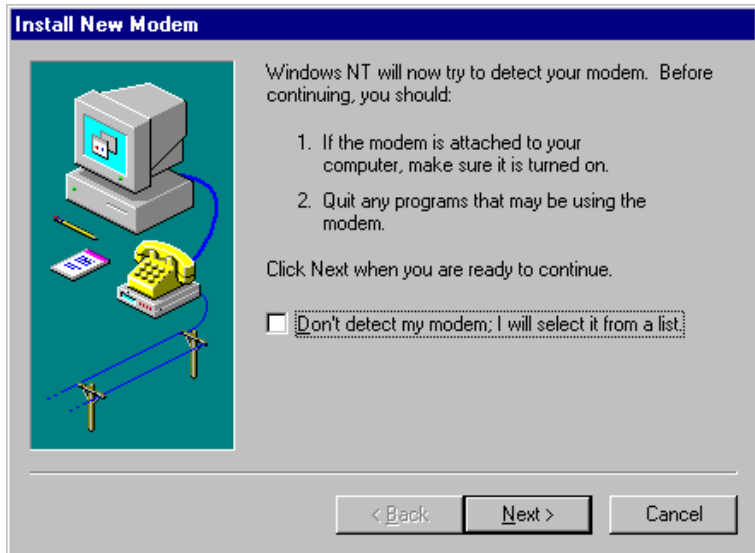 Install New Modem
Windows NT will now try to detect your modem. Before
continuing, you should:
1. If the modem is attached to your
computer, make sure it is turned on.
2. Quit any programs that may be using the
modem.
Click Next when you are ready to continue.
Don't detect my modem; I will select it from a list.
< Back
Next >
Cancel